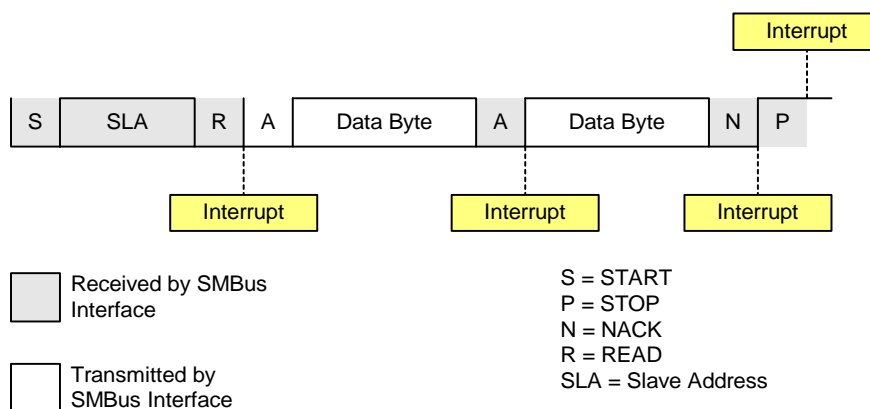 Interrupt
S SLA R A Data Byte A Data Byte N P
Interrupt Interrupt Interrupt
Received by SMBus
Interface
Transmitted by
SMBus Interface
S = START
P = STOP
N = NACK
R = READ
SLA = Slave Address